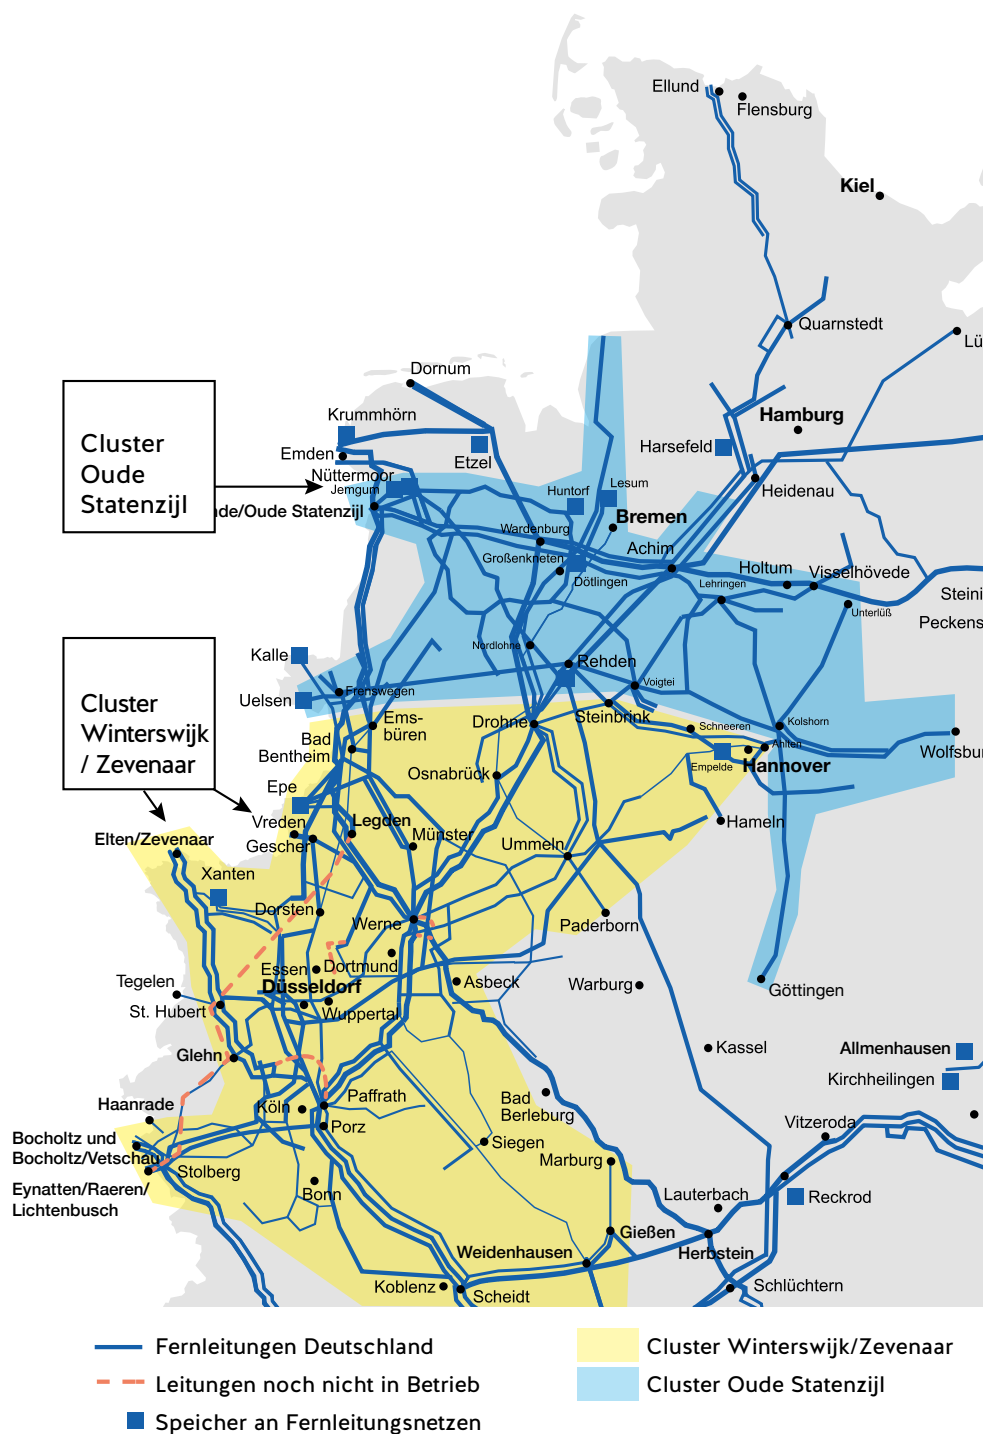 Ellund
Flensburg
Kiel
Quarnstedt
Lü
Dornum
Cluster
Oude
Statenzijl
Krummhörn
Hamburg
Harsefeld
Emden
Etzel
Nüttermoor
Jemgum
Lesum
Huntorf
Heidenau
nde/Oude Statenzijl
Bremen
Wardenburg
Achim
Großenkneten
Dötlingen
Holtum
Visselhövede
Lehringen
Steini
Unterlüß
Peckens
Nordlohne
Kalle
Rehden
Cluster
Winterswijk
/ Zevenaar
Uelsen
Frenswegen
Voigtei
Ems-
büren
Drohne
Steinbrink
Schneeren
Kolshorn
Bad
Bentheim
Ahlten
Wolfsbur
Empelde
Hannover
Osnabrück
Epe
Vreden
Legden
Hameln
Elten/Zevenaar
Gescher
Münster
Ummeln
Xanten
Dorsten
Werne
Paderborn
Essen
Dortmund
Tegelen
Düsseldorf
Asbeck
Warburg
Göttingen
St. Hubert
Wuppertal
Glehn
Kassel
Allmenhausen
Kirchheilingen
Haanrade
Köln
Paffrath
Bad
Berleburg
Porz
Vitzeroda
Bocholtz und
Bocholtz/Vetschau
Siegen
Marburg
Stolberg
Eynatten/Raeren/
Lichtenbusch
Bonn
Lauterbach
Reckrod
Gießen
Weidenhausen
Herbstein
Koblenz
Scheidt
Schlüchtern
Fernleitungen Deutschland
Leitungen noch nicht in Betrieb
Speicher an Fernleitungsnetzen
Cluster Winterswijk/Zevenaar
Cluster Oude Statenzijl